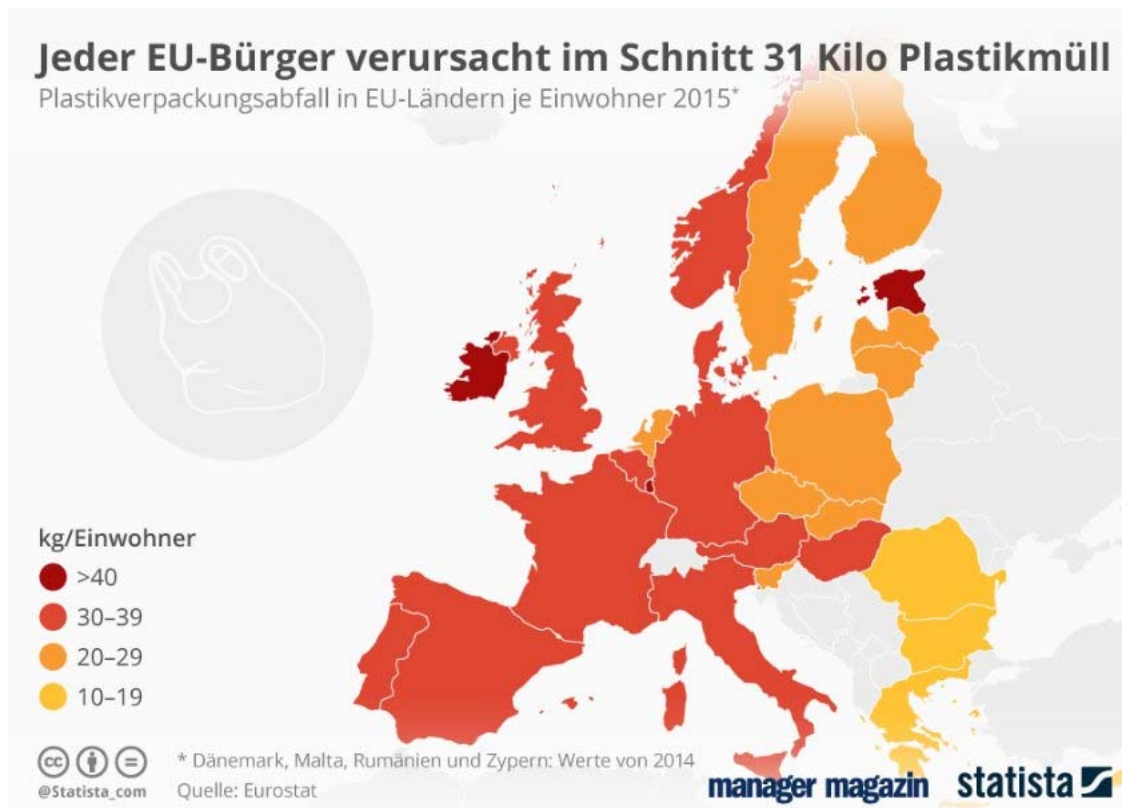 Jeder EU-Bürger verursacht im Schnitt 31 Kilo Plastikmüll
Plastikverpackungsabfall in EU-Ländern je Einwohner 2015*
kg/Einwohner
>40
30–39
20–29
10–19
* Dänemark, Malta, Rumänien und Zypern: Werte von 2014
@Statista_com
Quelle: Eurostat
manager magazin
statista